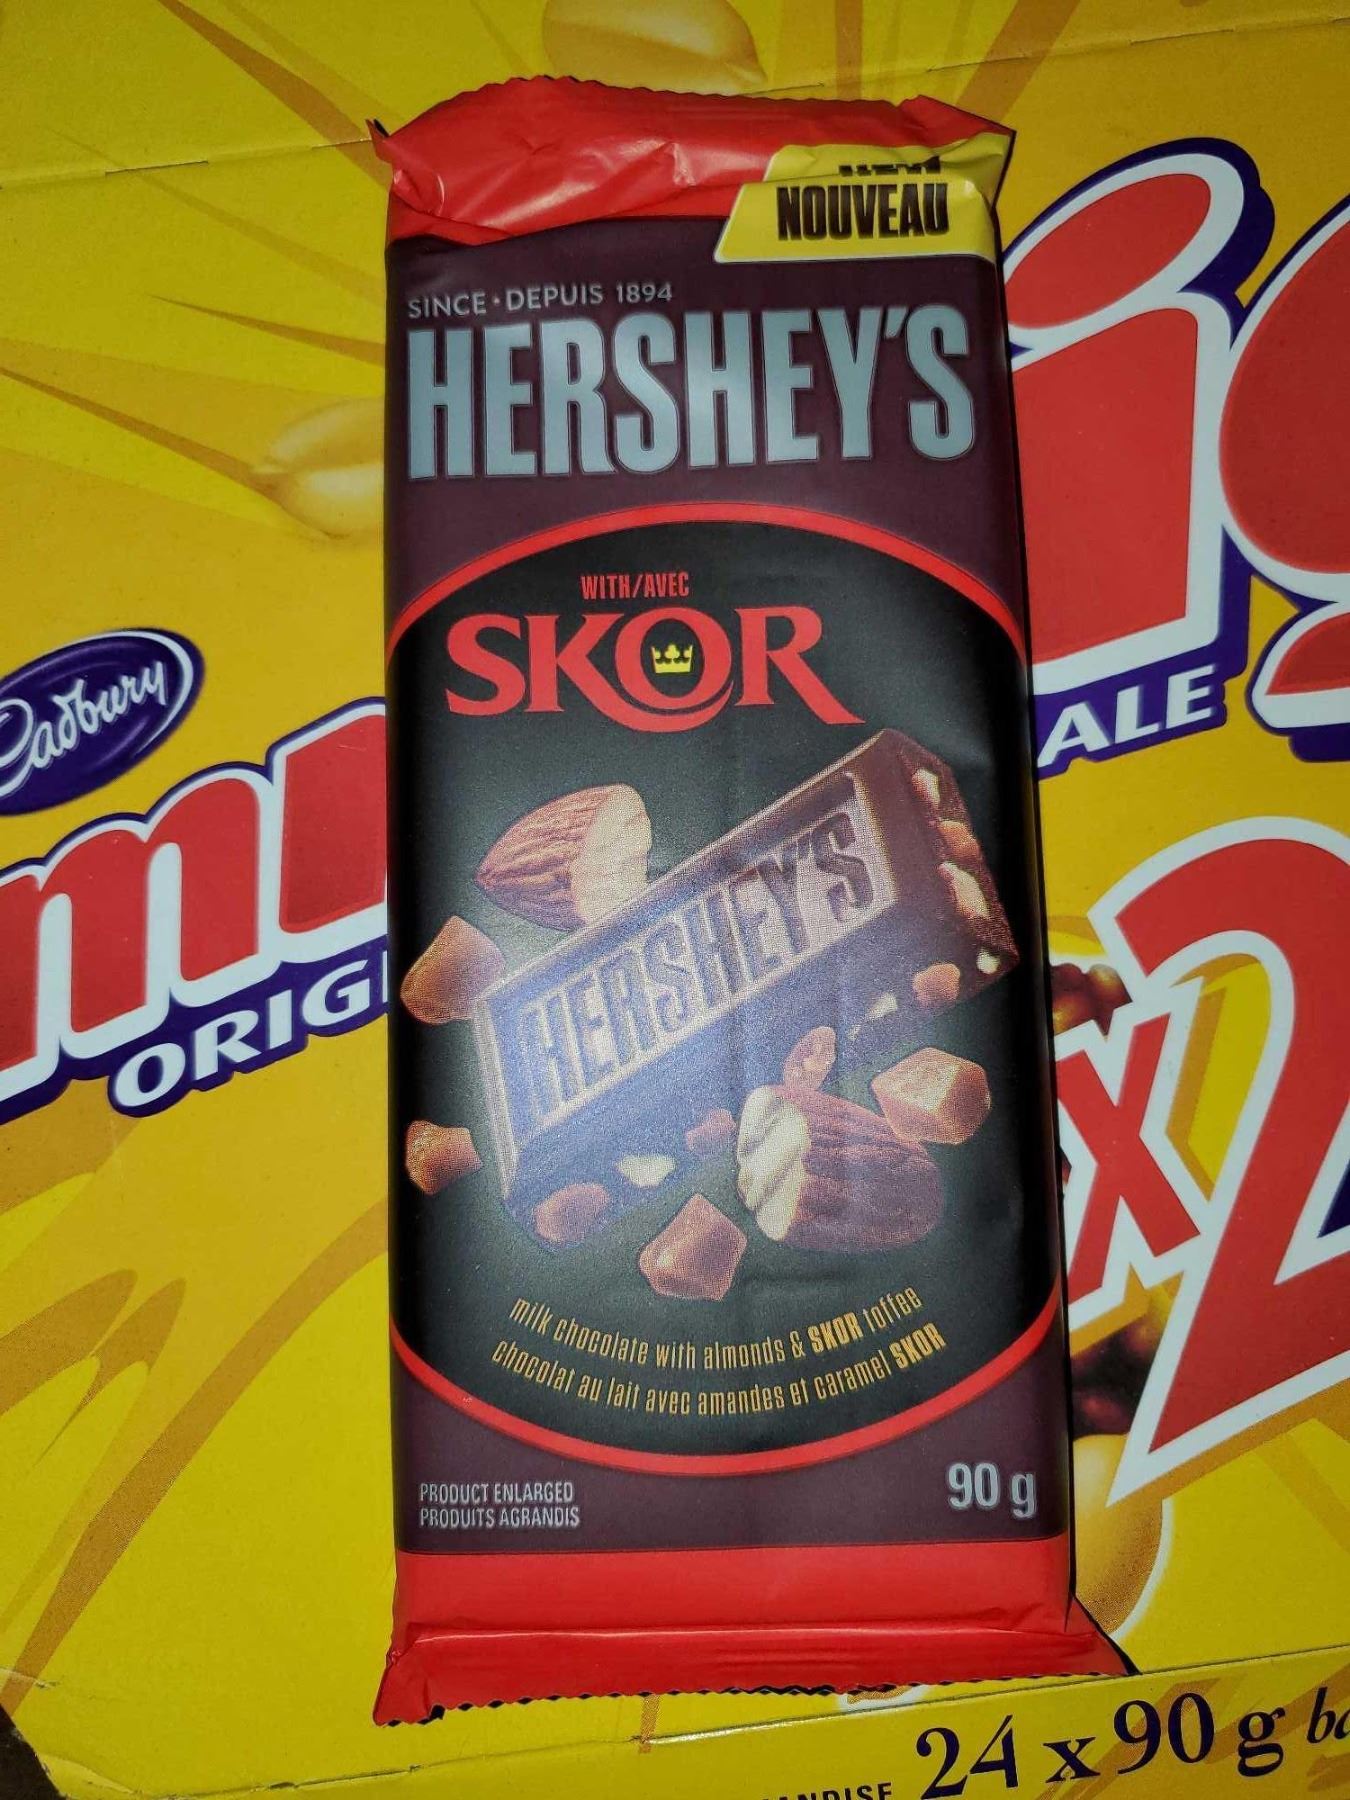 NOUVEAU
SINCE · DEPUIS 1894
HERSHEY'S
WITH/AVEC
SKOR
HERSHEY'S
milk chocolate with almonds & SKOR toffee
chocolat au lait avec amandes et caramel SKOR
PRODUCT ENLARGED
PRODUITS AGRANDIS
90 g
Cadbury
ALE
X2
24 x 90 g